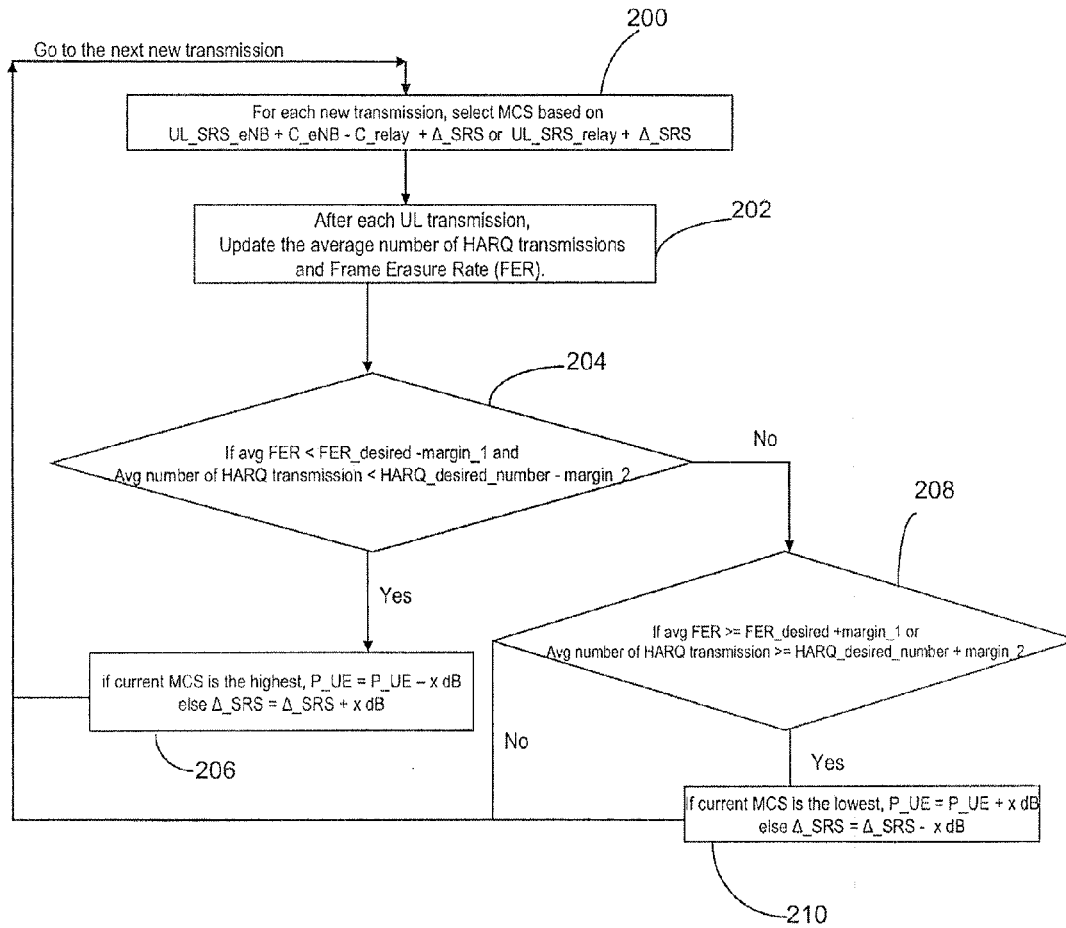 200
Go to the next new transmission
For each new transmission, select MCS based on
UL_SRS_eNB + C_eNB - C_relay + Δ_SRS or UL_SRS_relay + Δ_SRS
202
After each UL transmission,
Update the average number of HARQ transmissions
and Frame Erasure Rate (FER).
204
If avg FER < FER_desired -margin_1 and
Avg number of HARQ transmission < HARQ_desired_number - margin_2
No
208
Yes
If avg FER >= FER_desired +margin_1 or
Avg number of HARQ transmission >= HARQ_desired_number + margin_2
if current MCS is the highest, P_UE = P_UE – x dB
else Δ_SRS = Δ_SRS + x dB
206
No
Yes
If current MCS is the lowest, P_UE = P_UE + x dB
else Δ_SRS = Δ_SRS - x dB
210